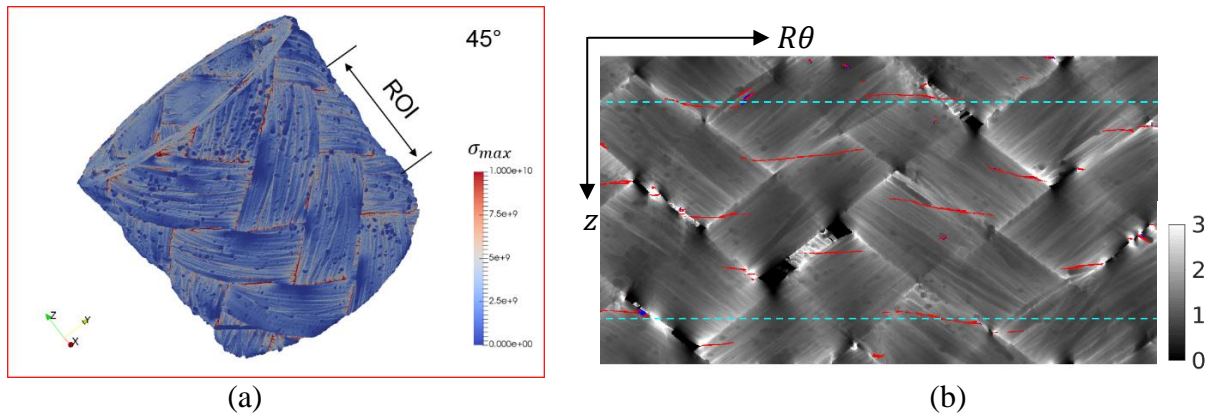 45°
ROI
σ_max
1.000e+10
7.5e+9
5e+9
2.5e+9
0.000e+00
Z
Y
X
(a)
Rθ
z
3
2
1
0
(b)